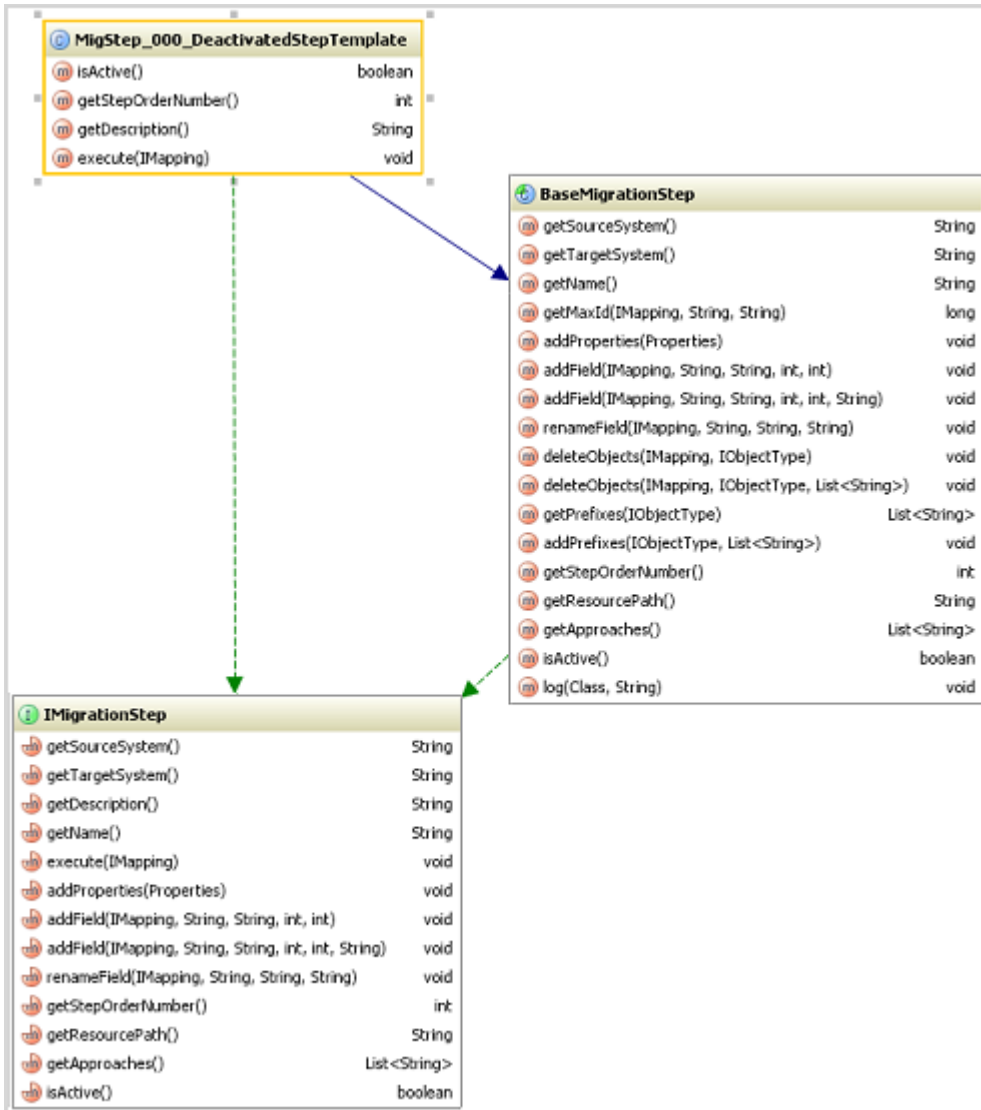 MigStep_000_DeactivatedStepTemplate
isActive() boolean
getStepOrderNumber() int
getDescription() String
execute(IMapping) void
BaseMigrationStep
getSourceSystem() String
getTargetSystem() String
getName() String
getMaxId(IMapping, String, String) long
addProperties(Properties) void
addField(IMapping, String, String, int, int) void
addField(IMapping, String, String, int, int, String) void
renameField(IMapping, String, String, String) void
deleteObjects(IMapping, IObjectType) void
deleteObjects(IMapping, IObjectType, List<String>) void
getPrefixes(IObjectType) List<String>
addPrefixes(IObjectType, List<String>) void
getStepOrderNumber() int
getResourcePath() String
getApproaches() List<String>
isActive() boolean
log(Class, String) void
IMigrationStep
getSourceSystem() String
getTargetSystem() String
getDescription() String
getName() String
execute(IMapping) void
addProperties(Properties) void
addField(IMapping, String, String, int, int) void
addField(IMapping, String, String, int, int, String) void
renameField(IMapping, String, String, String) void
getStepOrderNumber() int
getResourcePath() String
getApproaches() List<String>
isActive() boolean